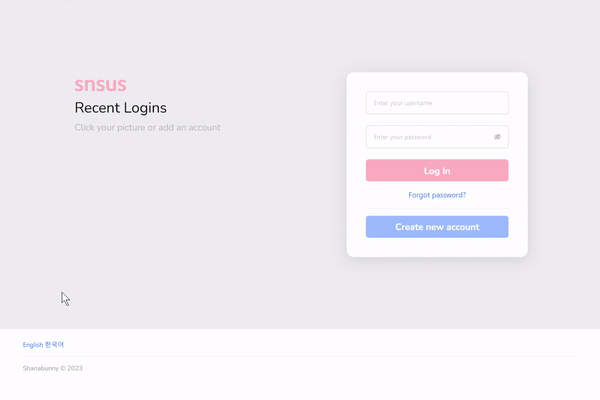 snsus
Recent Logins
Click your picture or add an account
Enter your username
Enter your password
Log in
Forgot password?
Create new account
English 한국어
Shanabunny © 2023